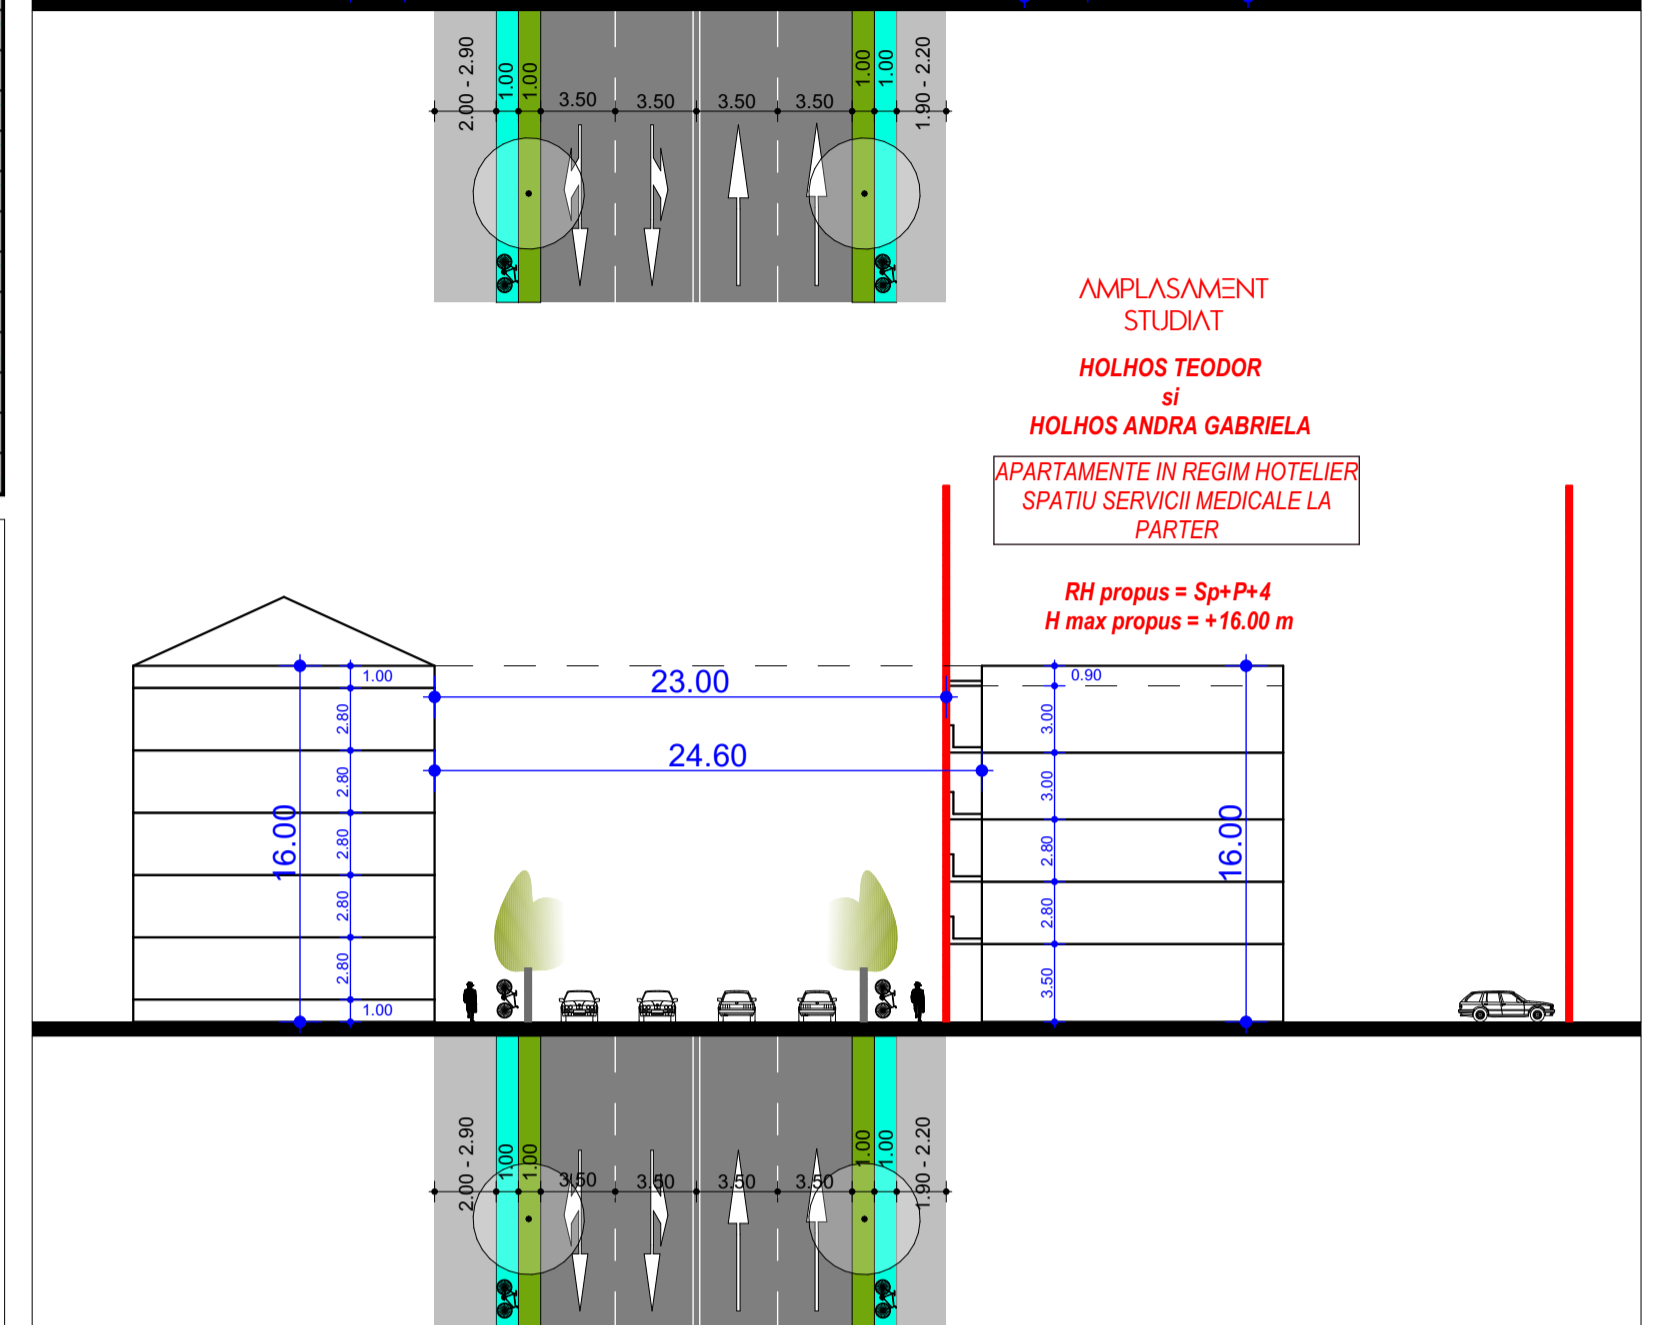 2.00 - 2.90
1.00
1.00
3.50
3.50
3.50
3.50
1.00
1.00
1.90 - 2.20
AMPLASAMENT
STUDIAT
HOLHOS TEODOR
si
HOLHOS ANDRA GABRIELA
APARTAMENTE IN REGIM HOTELIER
SPATIU SERVICII MEDICALE LA
PARTER
RH propus = Sp+P+4
H max propus = +16.00 m
1.00
2.80
2.80
2.80
2.80
2.80
1.00
16.00
23.00
24.60
0.90
3.00
3.00
2.80
2.80
3.50
16.00
2.00 - 2.90
1.00
1.00
3.50
3.50
3.50
3.50
1.00
1.00
1.90 - 2.20